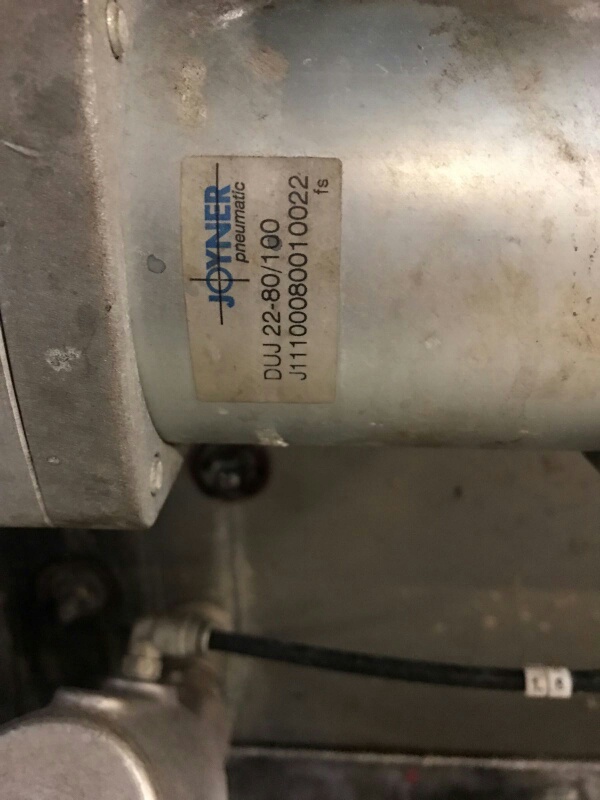 JOYNER
pneumatic
DUJ 22-80/100
J11100080010022
fs